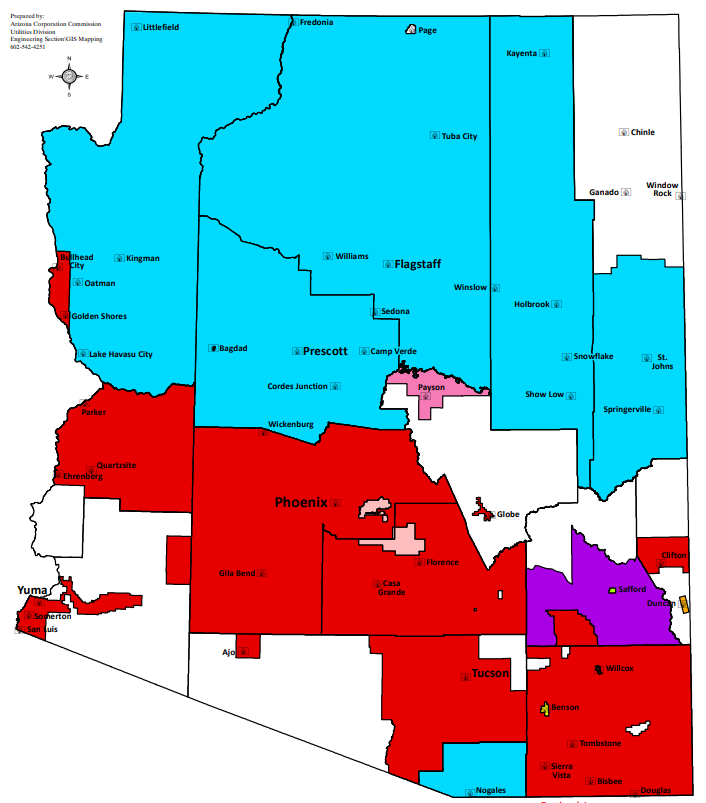 Prepared by:
Arizona Corporation Commission
Utilities Division
Engineering Section\GIS Mapping
602-542-4251
N
W
E
S
Littlefield
Fredonia
Page
Kayenta
Chinle
Tuba City
Ganado
Window
Rock
Bullhead
City
Kingman
Williams
Flagstaff
Oatman
Winslow
Holbrook
Golden Shores
Sedona
Lake Havasu City
Bagdad
Prescott
Camp Verde
Snowflake
St.
Johns
Cordes Junction
Payson
Show Low
Springerville
Parker
Wickenburg
Quartzsite
Ehrenberg
Phoenix
Globe
Clifton
Gila Bend
Florence
Casa
Grande
Safford
Yuma
Duncan
Somerton
San Luis
Ajo
Tucson
Willcox
Benson
Tombstone
Sierra
Vista
Bisbee
Nogales
Douglas